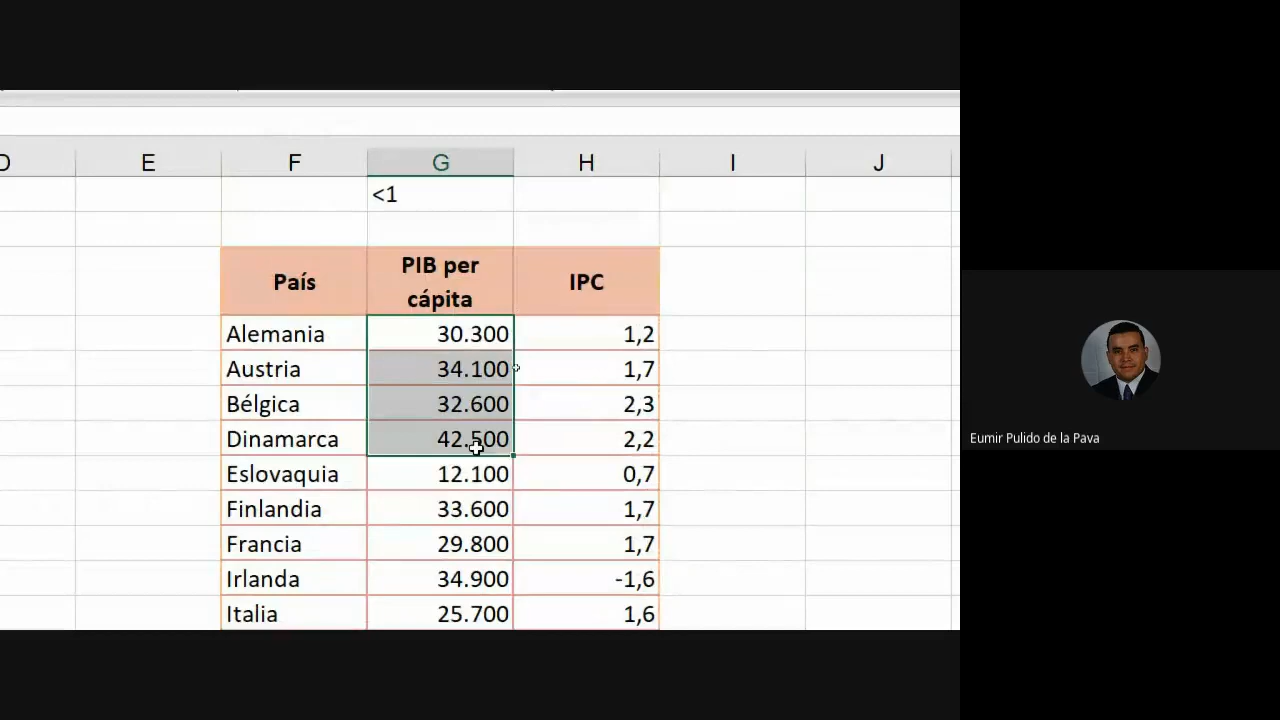 D E F G H I J
<1
País PIB per cápita IPC
Alemania 30.300 1,2
Austria 34.100 1,7
Bélgica 32.600 2,3
Dinamarca 42.500 2,2
Eslovaquia 12.100 0,7
Finlandia 33.600 1,7
Francia 29.800 1,7
Irlanda 34.900 -1,6
Italia 25.700 1,6
Eumir Pulido de la Pava